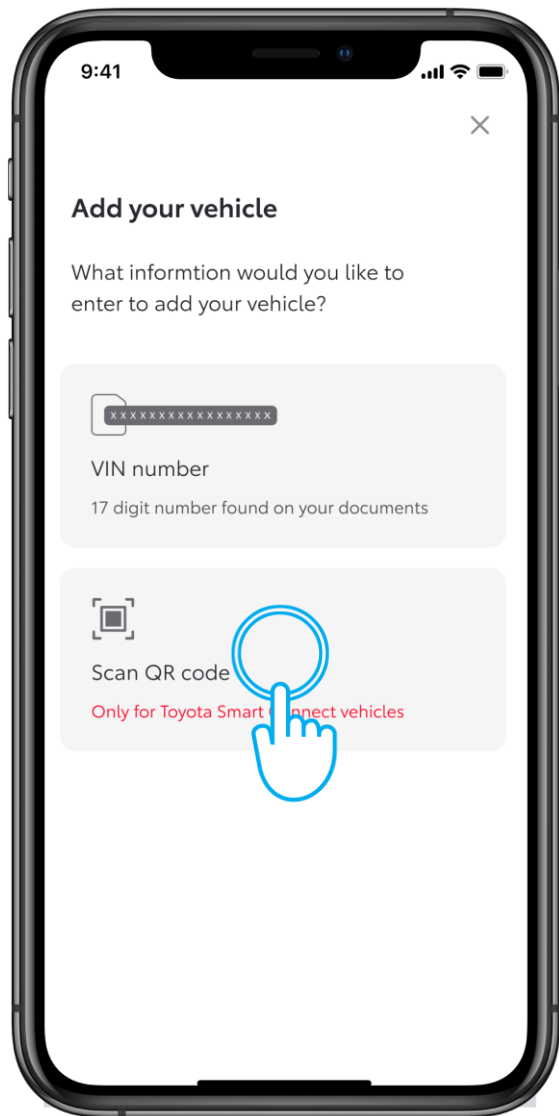 9:41
Add your vehicle
What informtion would you like to
enter to add your vehicle?
x x x x x x x x x x x x x x x x x
VIN number
17 digit number found on your documents
Scan QR code
Only for Toyota Smart Connect vehicles